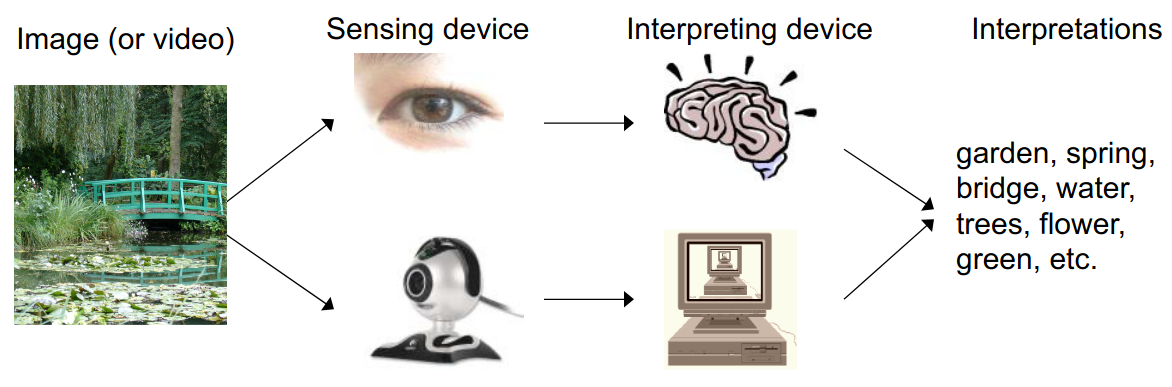 Image (or video)
Sensing device
Interpreting device
Interpretations
garden, spring,
bridge, water,
trees, flower,
green, etc.